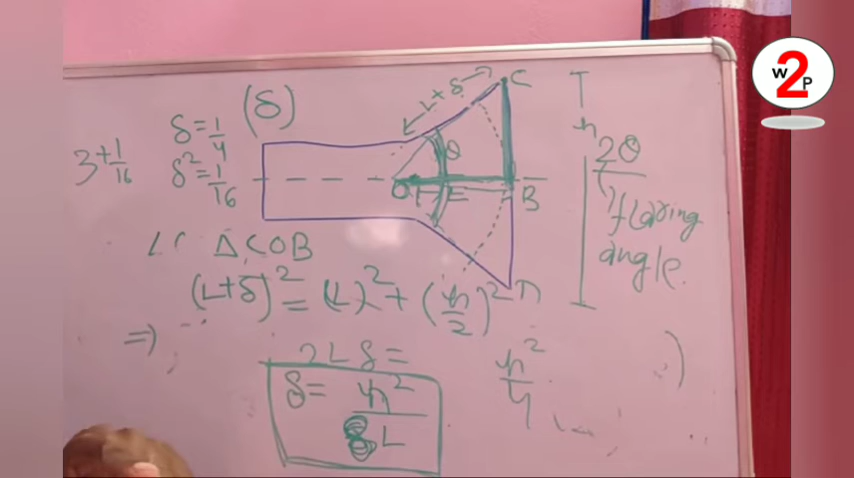 W2P
δ = 1/4
(δ)
3 + 1/16
δ² = 1/16
L + δ
C
θ
O
E
B
h
2θ
flaring
angle
Δ COB
(L+δ)² = (L)² + (h/2)²
⇒
2Lδ =
h²/4
δ = h²/8L